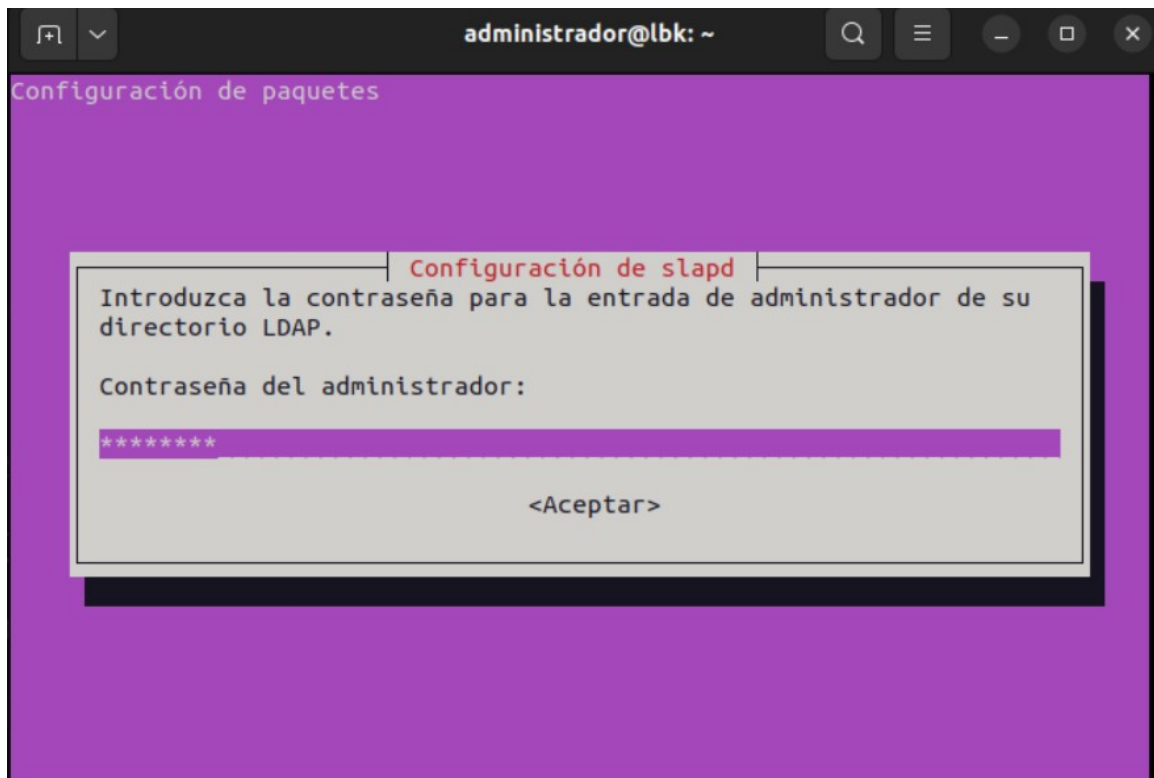 administrador@lbk: ~
Configuración de paquetes
Configuración de slapd
Introduzca la contraseña para la entrada de administrador de su
directorio LDAP.
Contraseña del administrador:
********
<Aceptar>